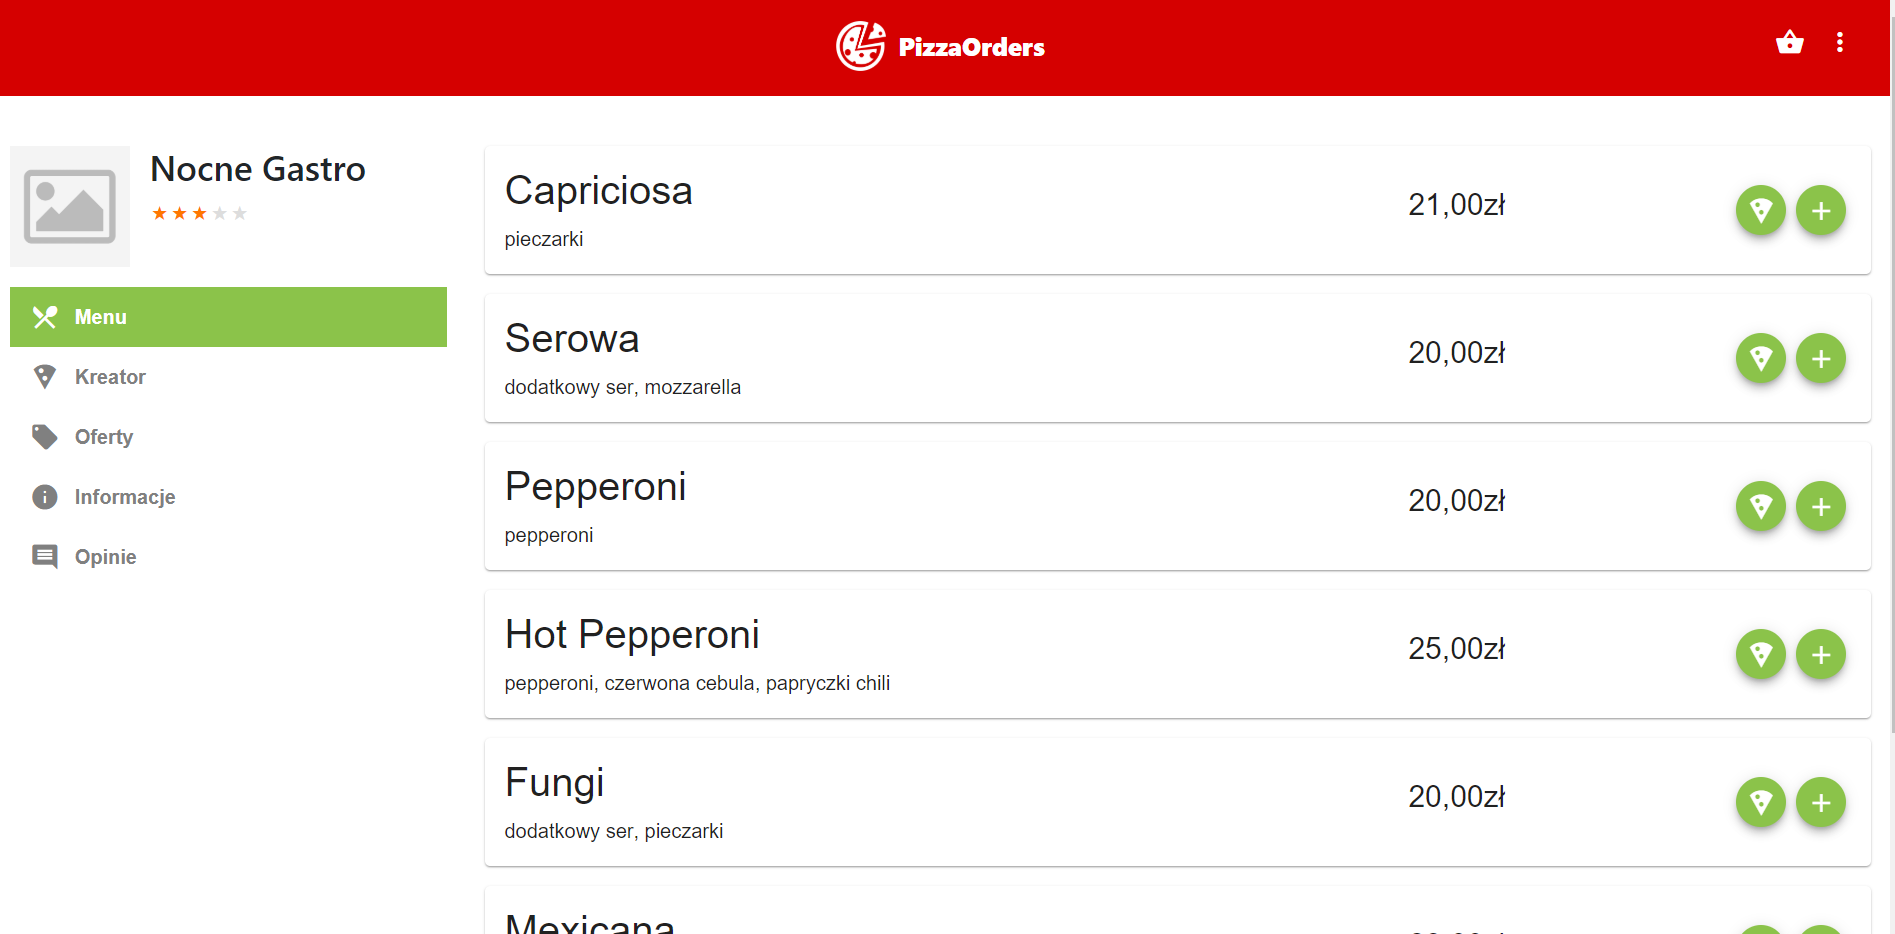 PizzaOrders
Nocne Gastro
Menu
Kreator
Oferty
Informacje
Opinie
Capriciosa
21,00zł
pieczarki
Serowa
20,00zł
dodatkowy ser, mozzarella
Pepperoni
20,00zł
pepperoni
Hot Pepperoni
25,00zł
pepperoni, czerwona cebula, papryczki chili
Fungi
20,00zł
dodatkowy ser, pieczarki
Mexicana